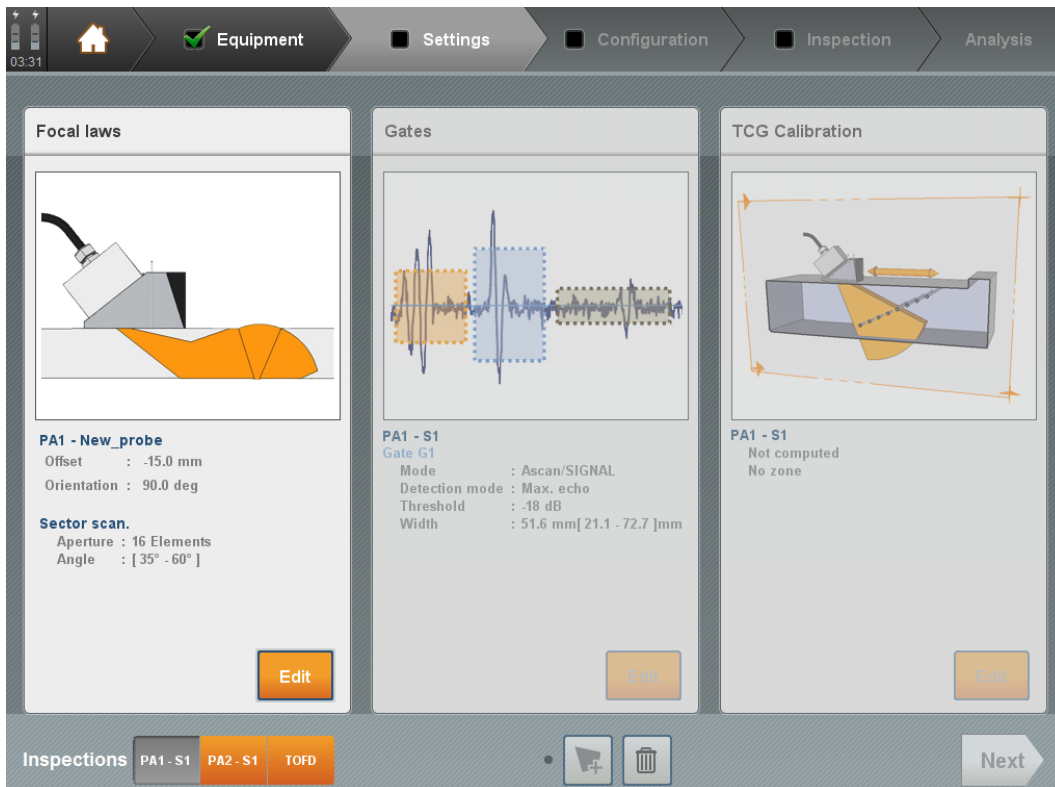 03:31
Equipment
Settings
Configuration
Inspection
Analysis
Focal laws
PA1 - New_probe
Offset : -15.0 mm
Orientation : 90.0 deg
Sector scan.
Aperture : 16 Elements
Angle : [ 35° - 60° ]
Edit
Gates
PA1 - S1
Gate G1
Mode : Ascan/SIGNAL
Detection mode : Max. echo
Threshold : -18 dB
Width : 51.6 mm[ 21.1 - 72.7 ]mm
Edit
TCG Calibration
PA1 - S1
Not computed
No zone
Edit
Inspections
PA1 - S1
PA2 - S1
TOFD
Next